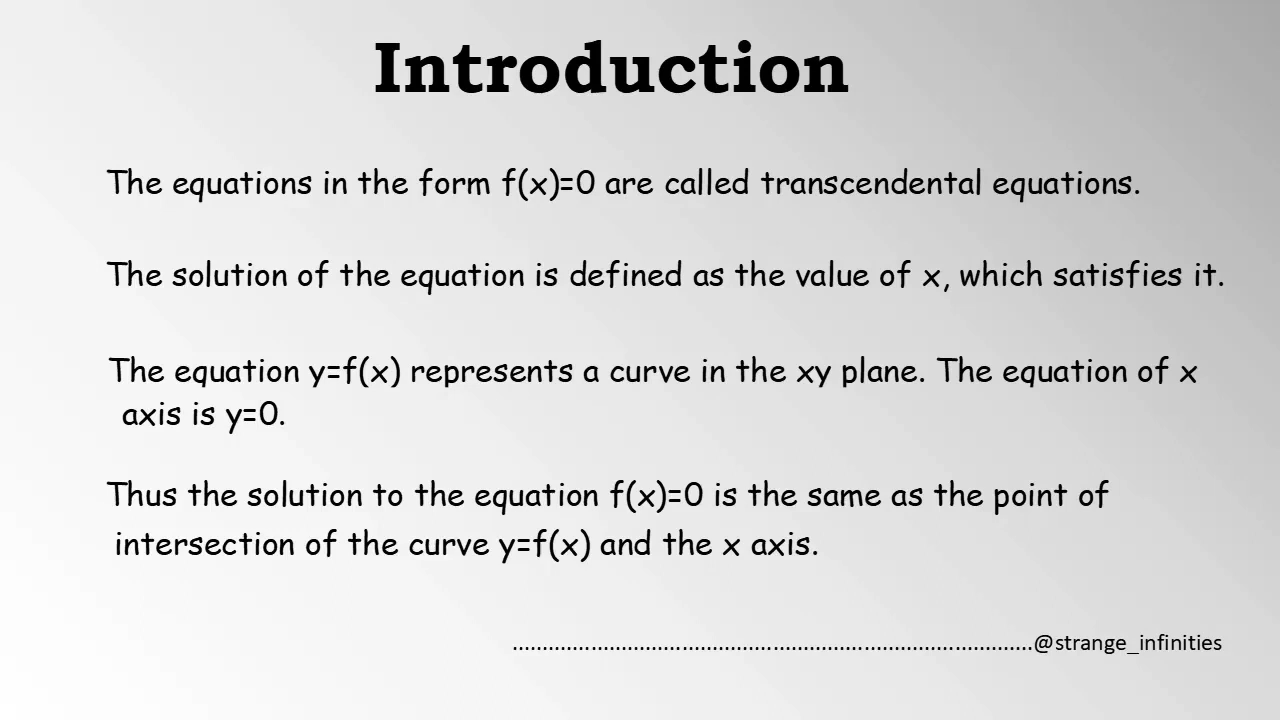 Introduction
The equations in the form f(x)=0 are called transcendental equations.
The solution of the equation is defined as the value of x, which satisfies it.
The equation y=f(x) represents a curve in the xy plane. The equation of x
axis is y=0.
Thus the solution to the equation f(x)=0 is the same as the point of
intersection of the curve y=f(x) and the x axis.
.......................................................................................@strange_infinities